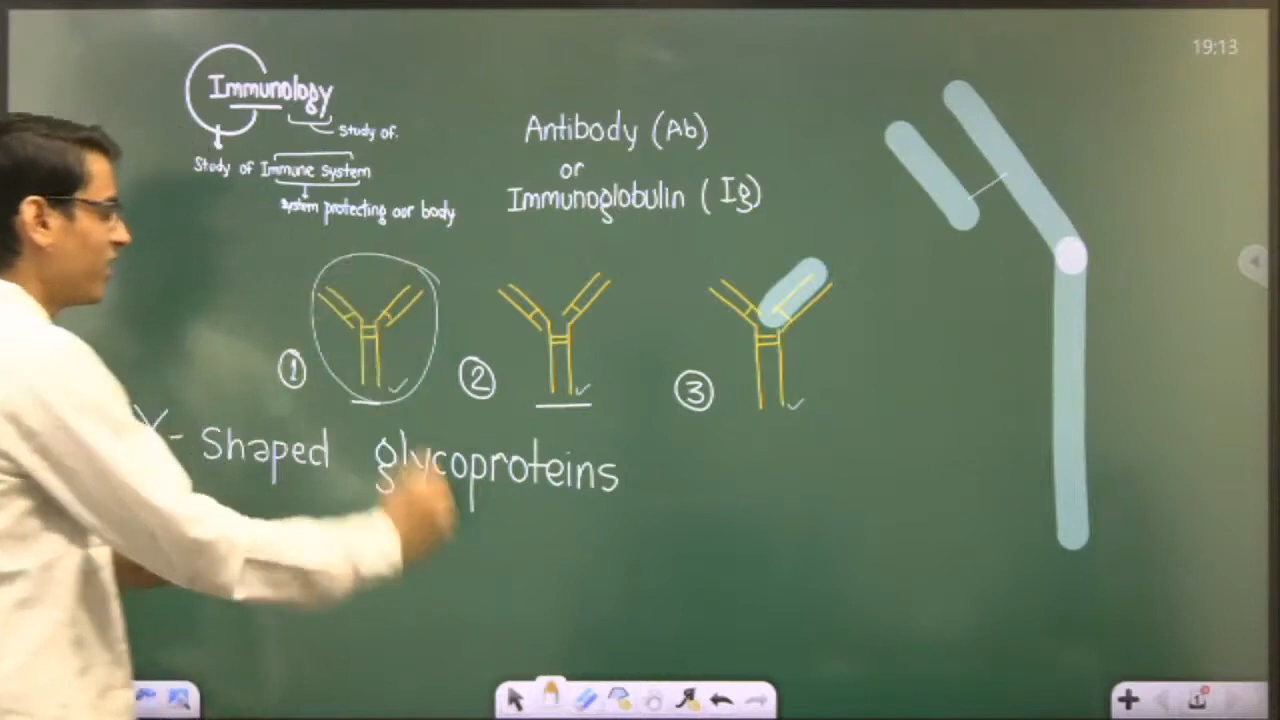 19:13
Immunology
Study of.
Study of Immune system
System protecting our body
Antibody (Ab)
or
Immunoglobulin (Ig)
1
2
3
Y- Shaped glycoproteins
1